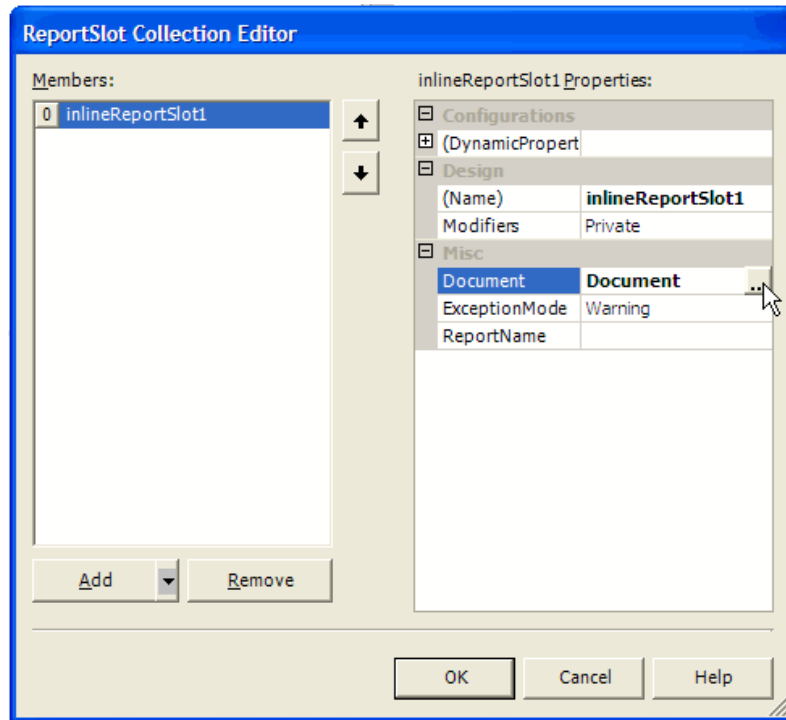 ReportSlot Collection Editor
Members:
0 inlineReportSlot1
Add
Remove
inlineReportSlot1 Properties:
Configurations
(DynamicPropert
Design
(Name) inlineReportSlot1
Modifiers Private
Misc
Document Document ..
ExceptionMode Warning
ReportName
OK Cancel Help